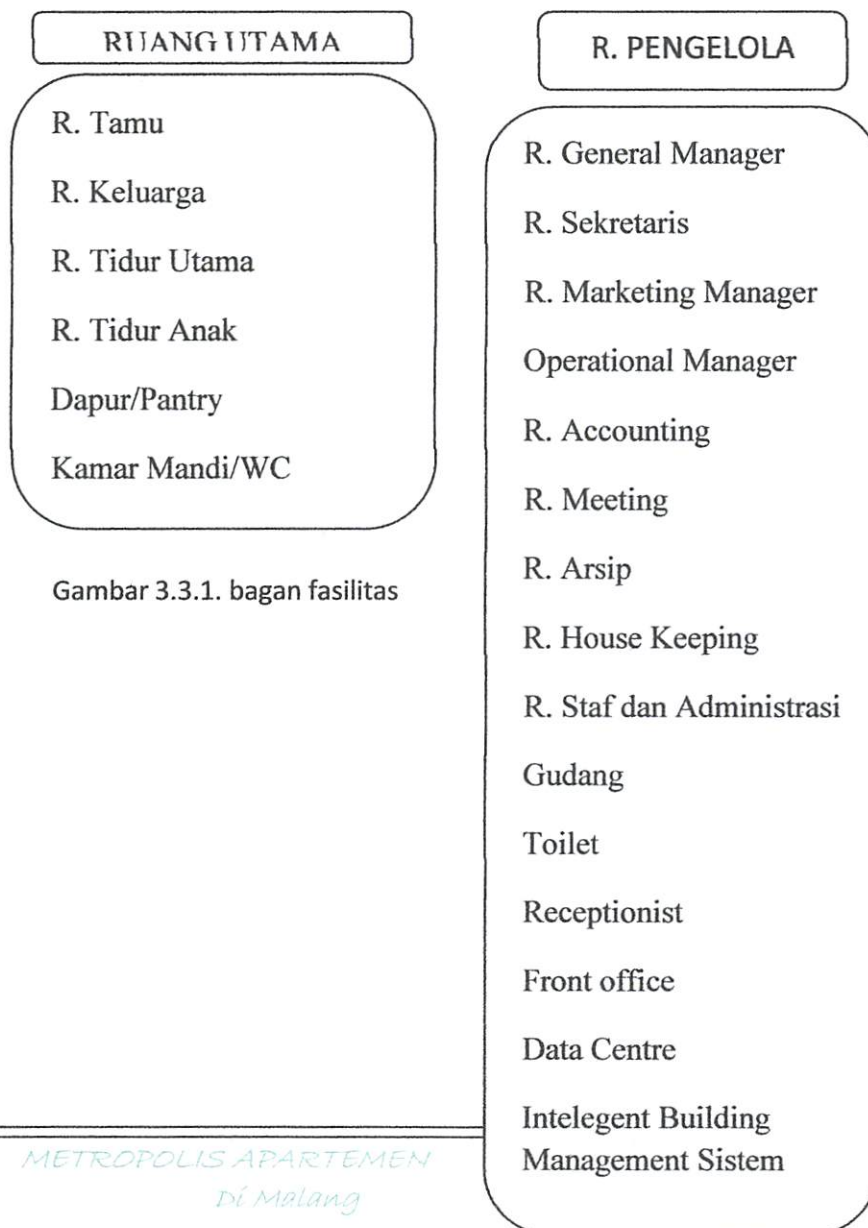 RUANG UTAMA
R. Tamu
R. Keluarga
R. Tidur Utama
R. Tidur Anak
Dapur/Pantry
Kamar Mandi/WC
Gambar 3.3.1. bagan fasilitas
R. PENGELOLA
R. General Manager
R. Sekretaris
R. Marketing Manager
Operational Manager
R. Accounting
R. Meeting
R. Arsip
R. House Keeping
R. Staf dan Administrasi
Gudang
Toilet
Receptionist
Front office
Data Centre
Intelegent Building
Management Sistem
METROPOLIS APARTEMEN
Di Malang